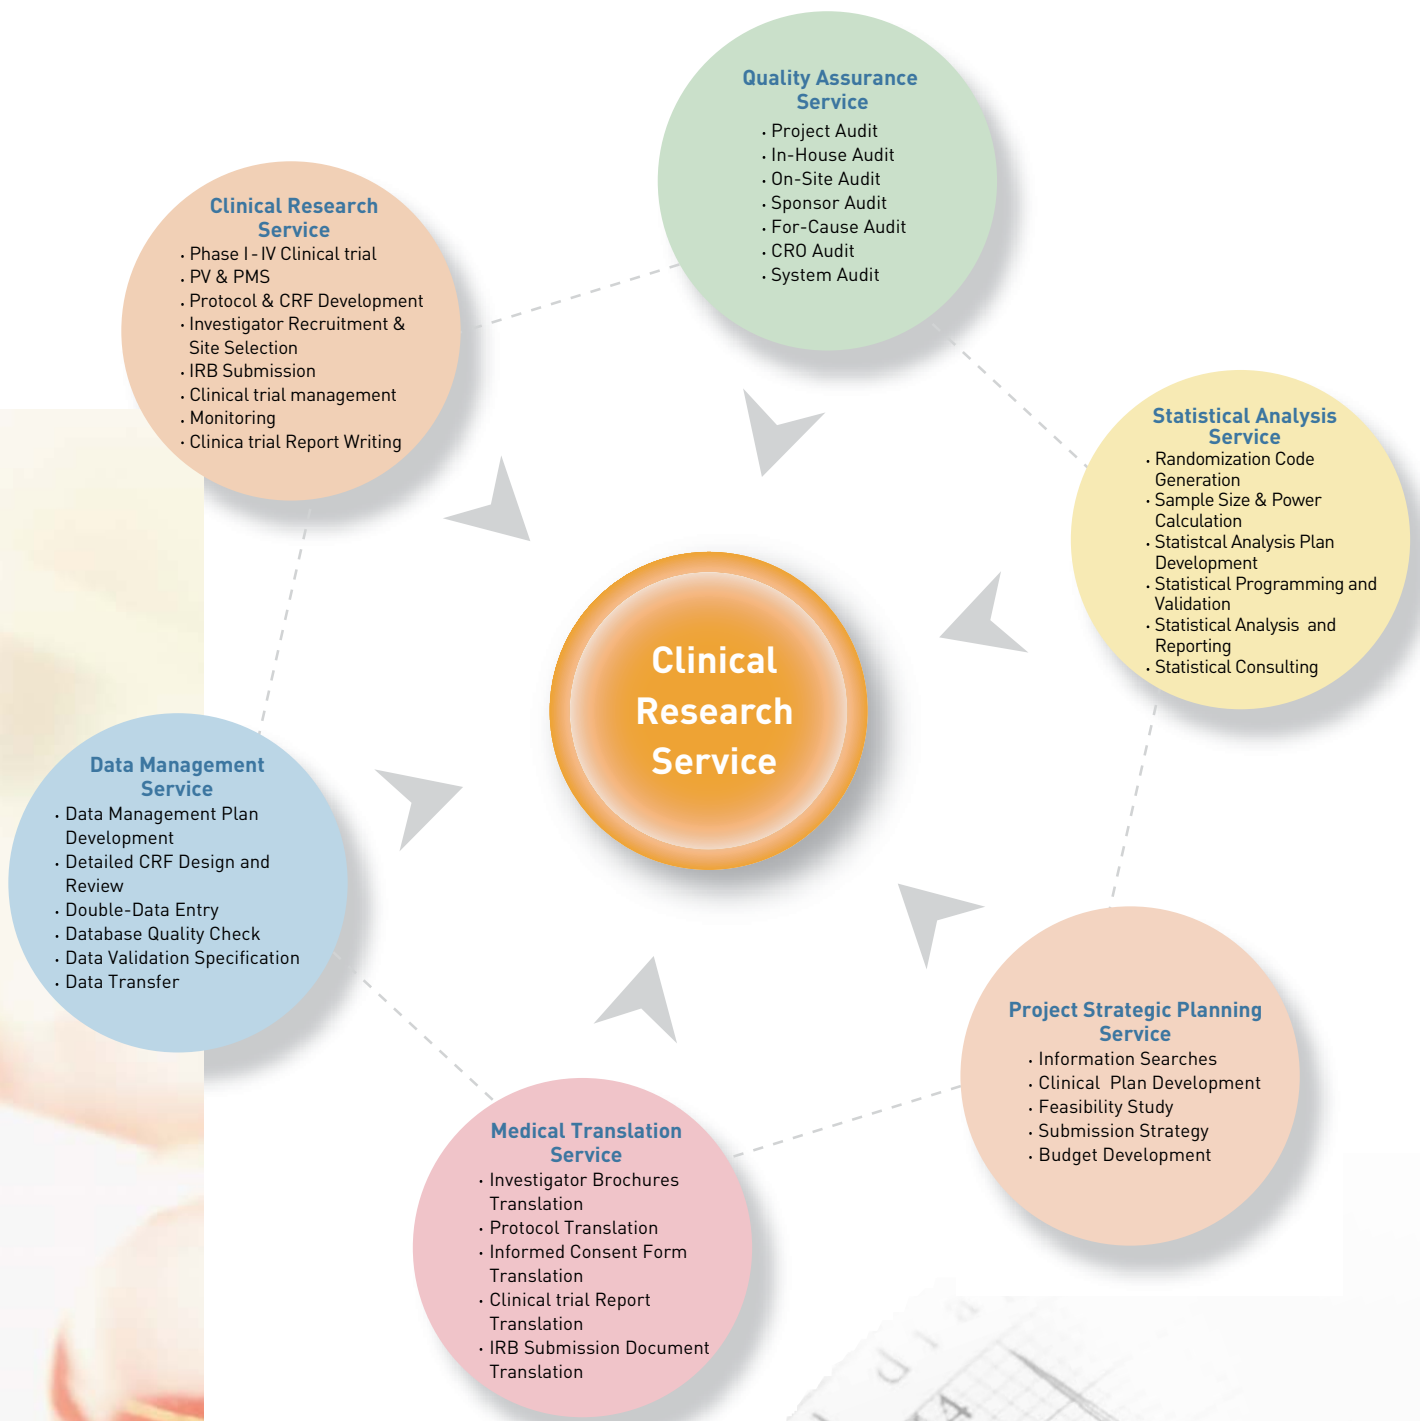 Quality Assurance
Service
· Project Audit
· In-House Audit
· On-Site Audit
· Sponsor Audit
· For-Cause Audit
· CRO Audit
· System Audit
Clinical Research
Service
· Phase I - IV Clinical trial
· PV & PMS
· Protocol & CRF Development
· Investigator Recruitment &
Site Selection
· IRB Submission
· Clinical trial management
· Monitoring
· Clinica trial Report Writing
Statistical Analysis
Service
· Randomization Code
Generation
· Sample Size & Power
Calculation
· Statistcal Analysis Plan
Development
· Statistical Programming and
Validation
· Statistical Analysis and
Reporting
· Statistical Consulting
Clinical
Research
Service
Data Management
Service
· Data Management Plan
Development
· Detailed CRF Design and
Review
· Double-Data Entry
· Database Quality Check
· Data Validation Specification
· Data Transfer
Project Strategic Planning
Service
· Information Searches
· Clinical Plan Development
· Feasibility Study
· Submission Strategy
· Budget Development
Medical Translation
Service
· Investigator Brochures
Translation
· Protocol Translation
· Informed Consent Form
Translation
· Clinical trial Report
Translation
· IRB Submission Document
Translation